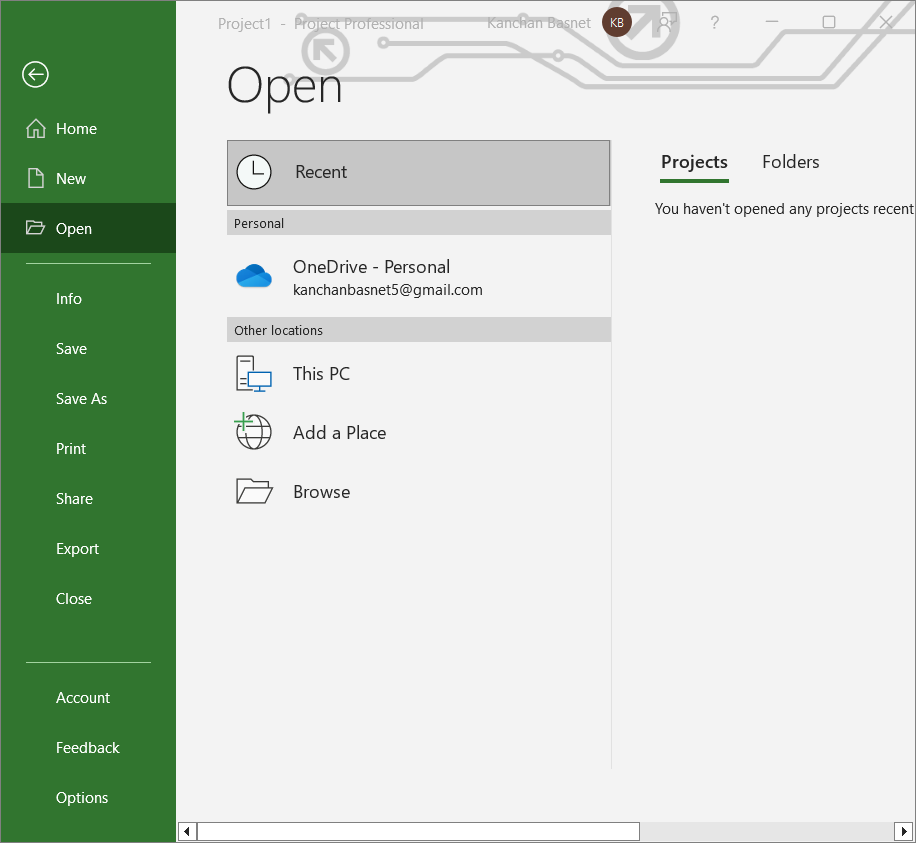 Project1 - Project Professional
Kanchan Basnet
KB
?
Open
Home
New
Open
Info
Save
Save As
Print
Share
Export
Close
Account
Feedback
Options
Recent
Personal
OneDrive - Personal
kanchanbasnet5@gmail.com
Other locations
This PC
Add a Place
Browse
Projects Folders
You haven't opened any projects recent